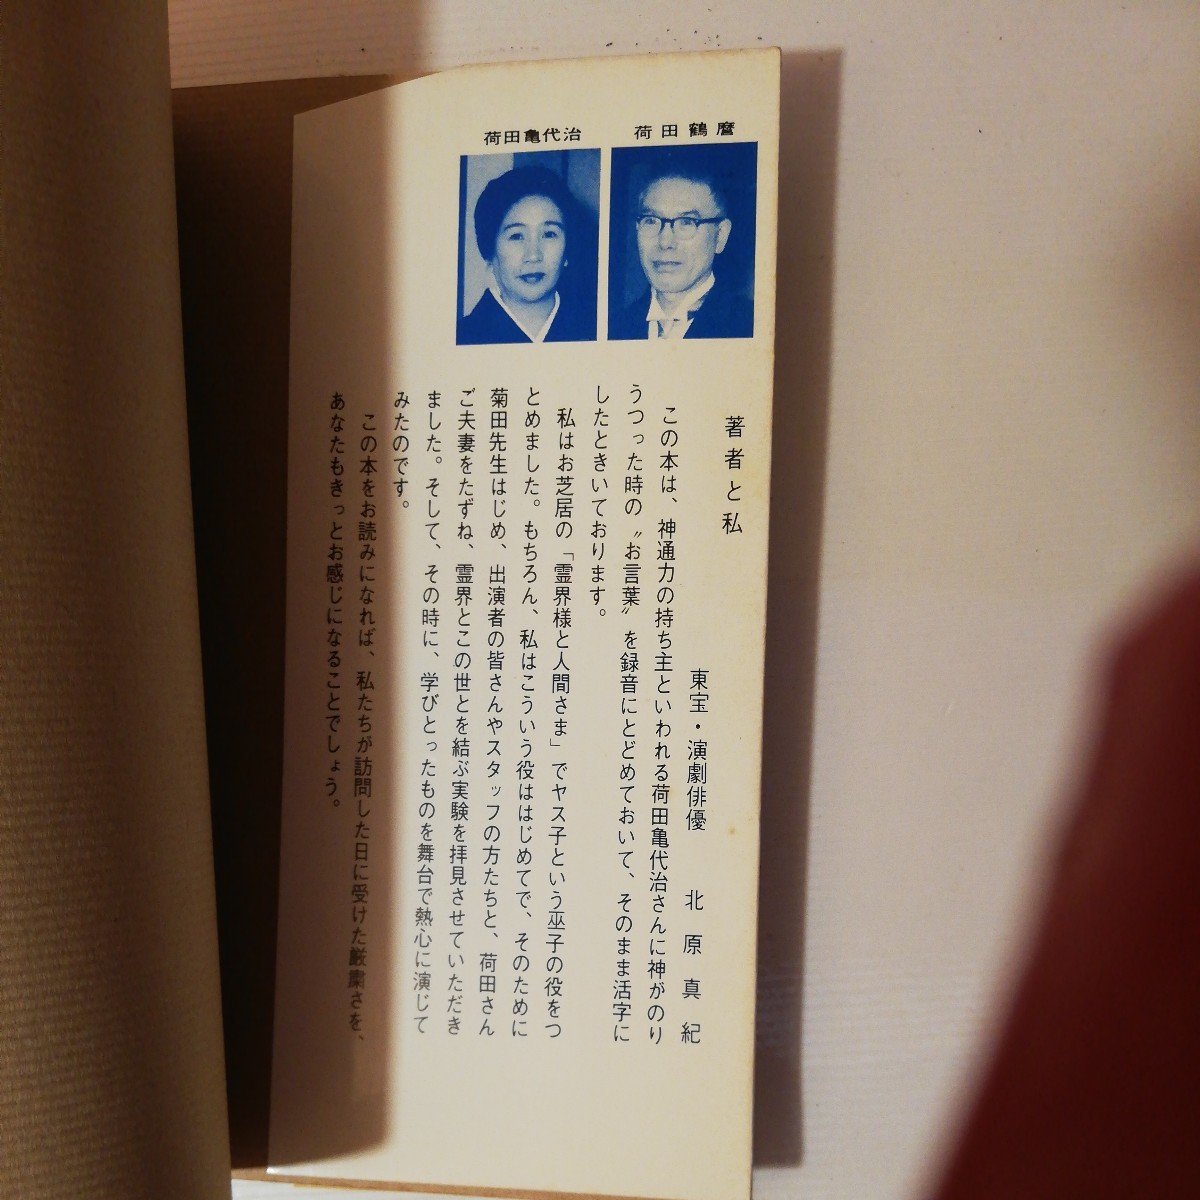 荷田鶴麿
荷田亀代治
著者と私
東宝・演劇俳優　北原真紀
この本は、神通力の持ち主といわれる荷田亀代治さんに神がのり
うつった時の〝お言葉〟を録音にとどめておいて、そのまま活字に
したときいております。
私はお芝居の「霊界様と人間さま」でヤス子という巫子の役をつ
とめました。もちろん、私はこういう役ははじめてで、そのために
菊田先生はじめ、出演者の皆さんやスタッフの方たちと、荷田さん
ご夫妻をたずね、霊界とこの世とを結ぶ実験を拝見させていただき
ました。そして、その時に、学びとったものを舞台で熱心に演じて
みたのです。
この本をお読みになれば、私たちが訪問した日に受けた厳粛さを、
あなたもきっとお感じになることでしょう。